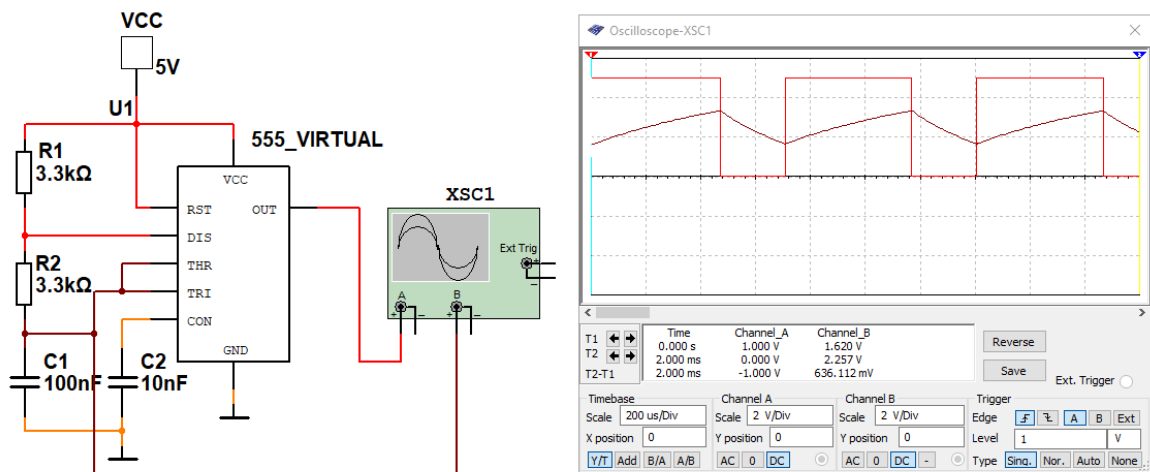 VCC
5V
U1
555_VIRTUAL
R1
3.3kΩ
VCC
RST
OUT
DIS
THR
TRI
CON
GND
R2
3.3kΩ
C1
100nF
C2
10nF
XSC1
Ext Trig
+
−
A
B
+
−
+
−
Oscilloscope-XSC1
T1
T2
T2-T1
Time Channel_A Channel_B
0.000 s 1.000 V 1.620 V
2.000 ms 0.000 V 2.257 V
2.000 ms -1.000 V 636.112 mV
Reverse
Save
Ext. Trigger
Timebase
Scale 200 us/Div
X position 0
Y/T Add B/A A/B
Channel A
Scale 2 V/Div
Y position 0
AC 0 DC
Channel B
Scale 2 V/Div
Y position 0
AC 0 DC -
Trigger
Edge A B Ext
Level 1 V
Type Sing. Nor. Auto None